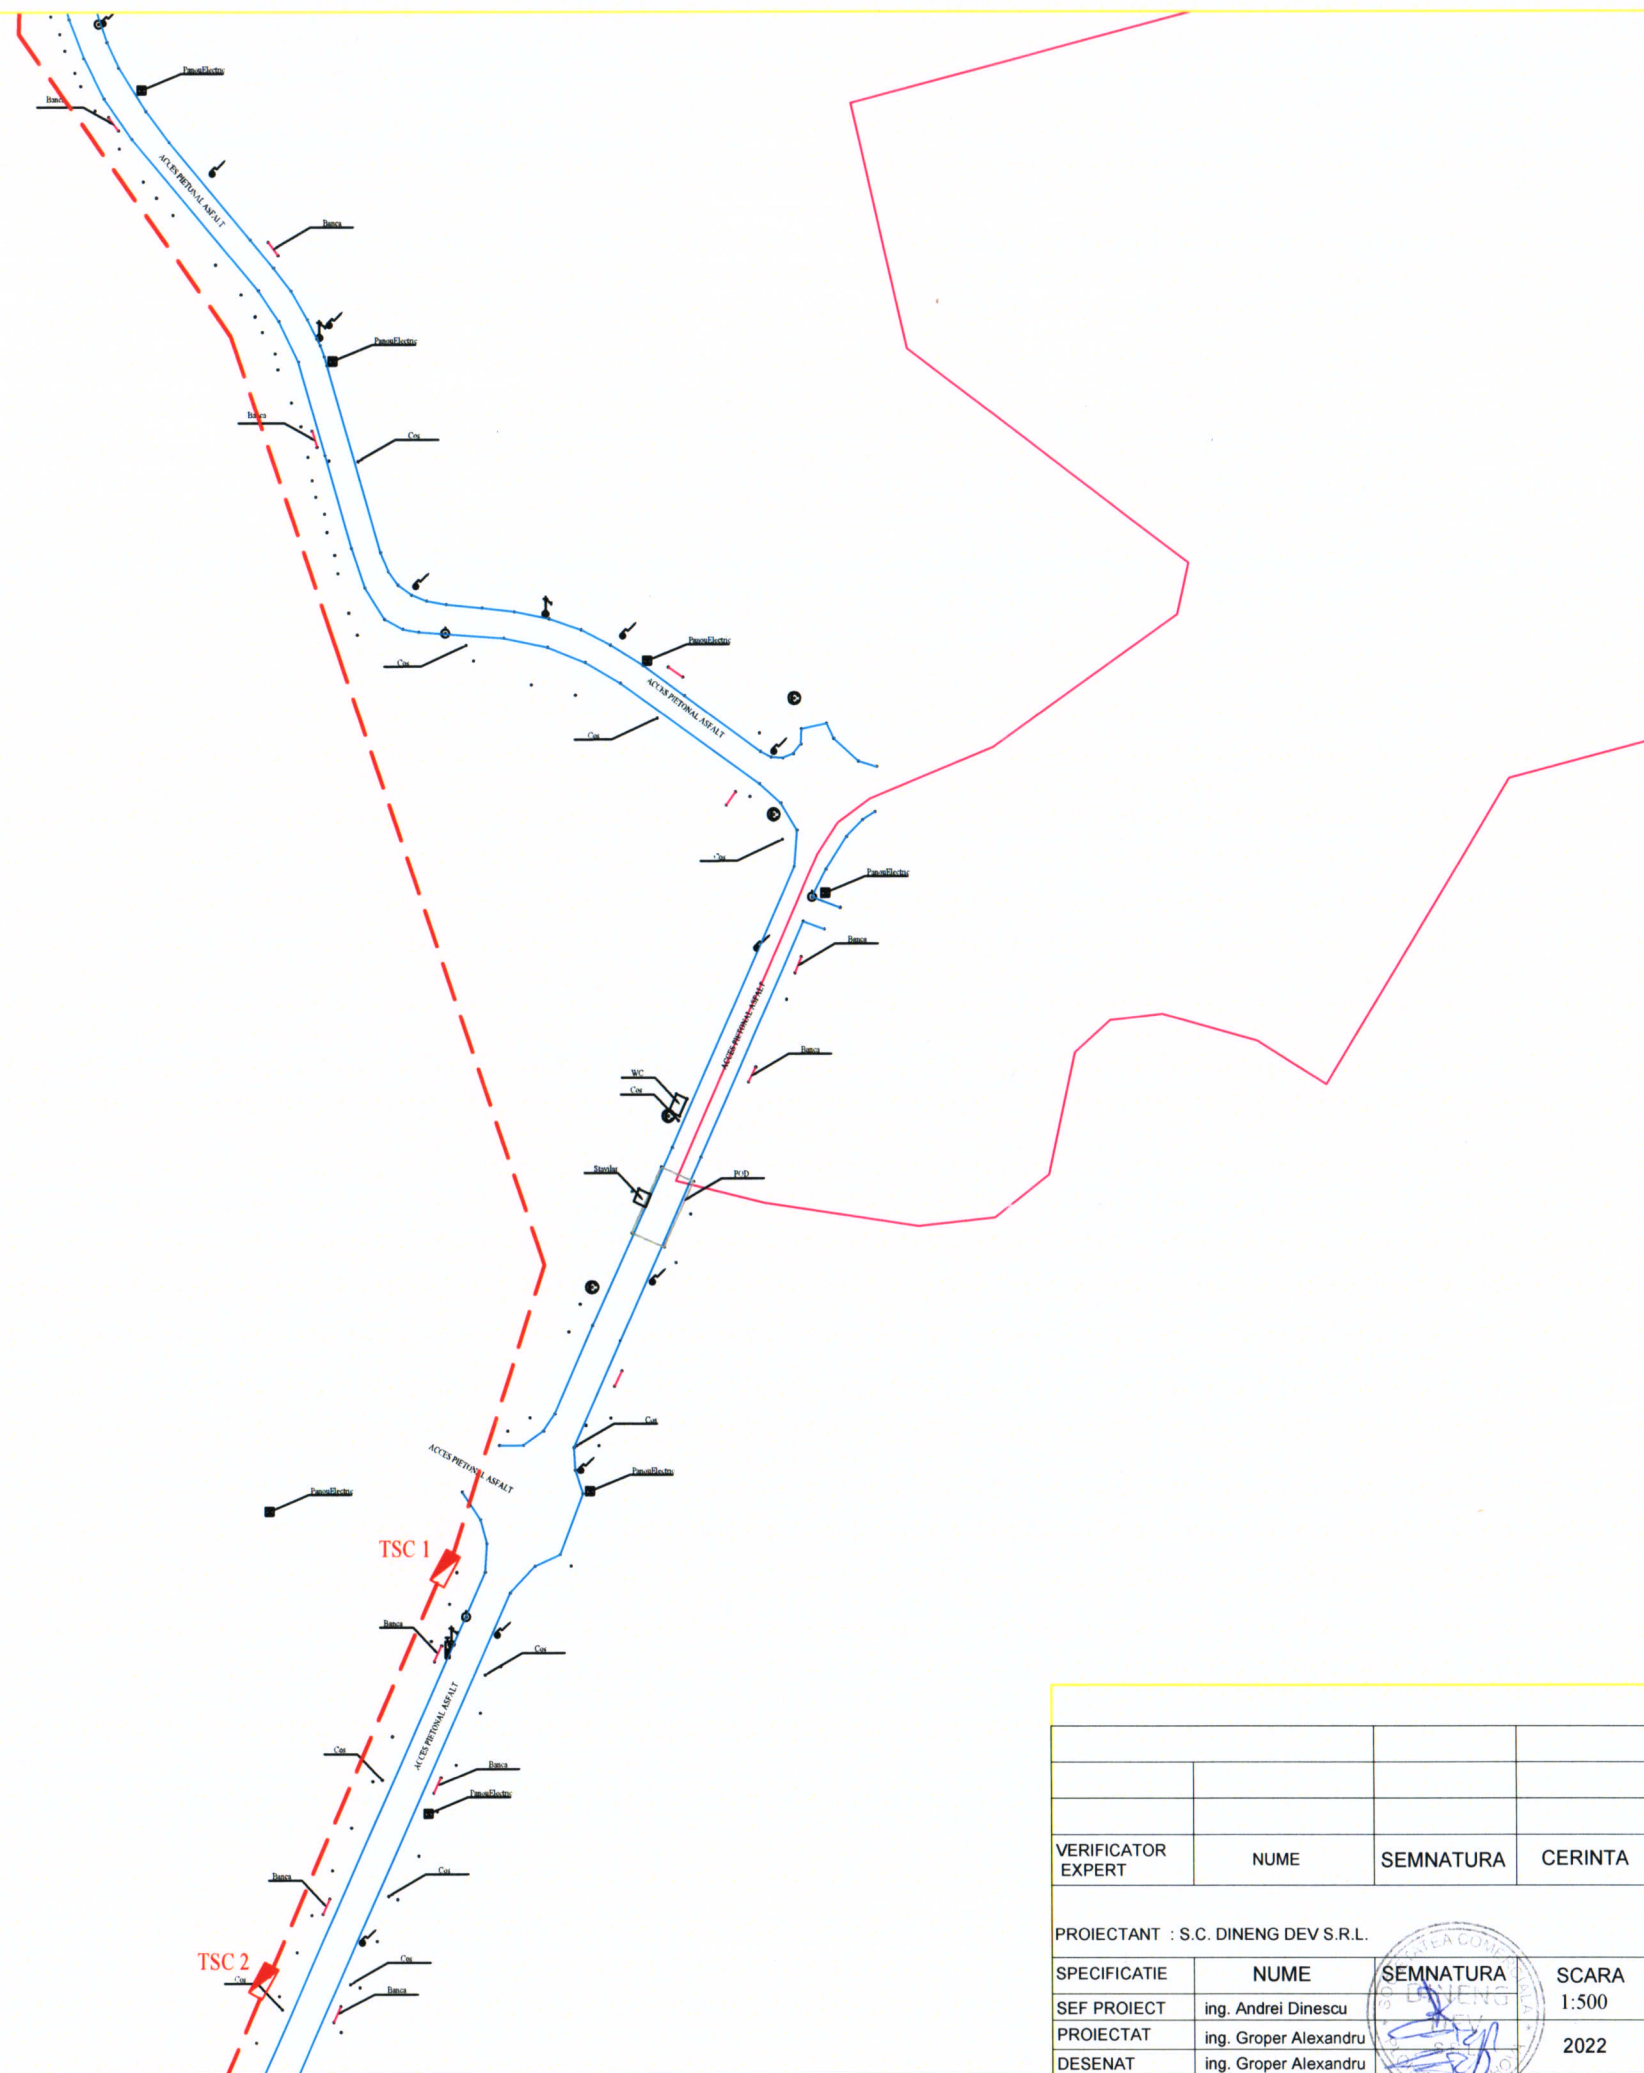 PanouElectric
Banca
ACCES PIETONAL ASFALT
Banca
PanouElectric
Banca
Cos
PanouElectric
Cos
ACCES PIETONAL ASFALT
Cos
Cos
PanouElectric
Banca
ACCES PIETONAL ASFALT
Banca
WC
Cos
Stavilar
POD
Cos
ACCES PIETONAL ASFALT
PanouElectric
PanouElectric
TSC 1
Banca
Cos
ACCES PIETONAL ASFALT
Cos
Banca
PanouElectric
Cos
Banca
TSC 2
Cos
Cos
Banca
VERIFICATOR EXPERT NUME SEMNATURA CERINTA
PROIECTANT : S.C. DINENG DEV S.R.L.
SPECIFICATIE NUME SEMNATURA SCARA
1:500
SEF PROIECT ing. Andrei Dinescu
PROIECTAT ing. Groper Alexandru
2022
DESENAT ing. Groper Alexandru
SOCIETATEA COMERCIALA
DINENG
DEV